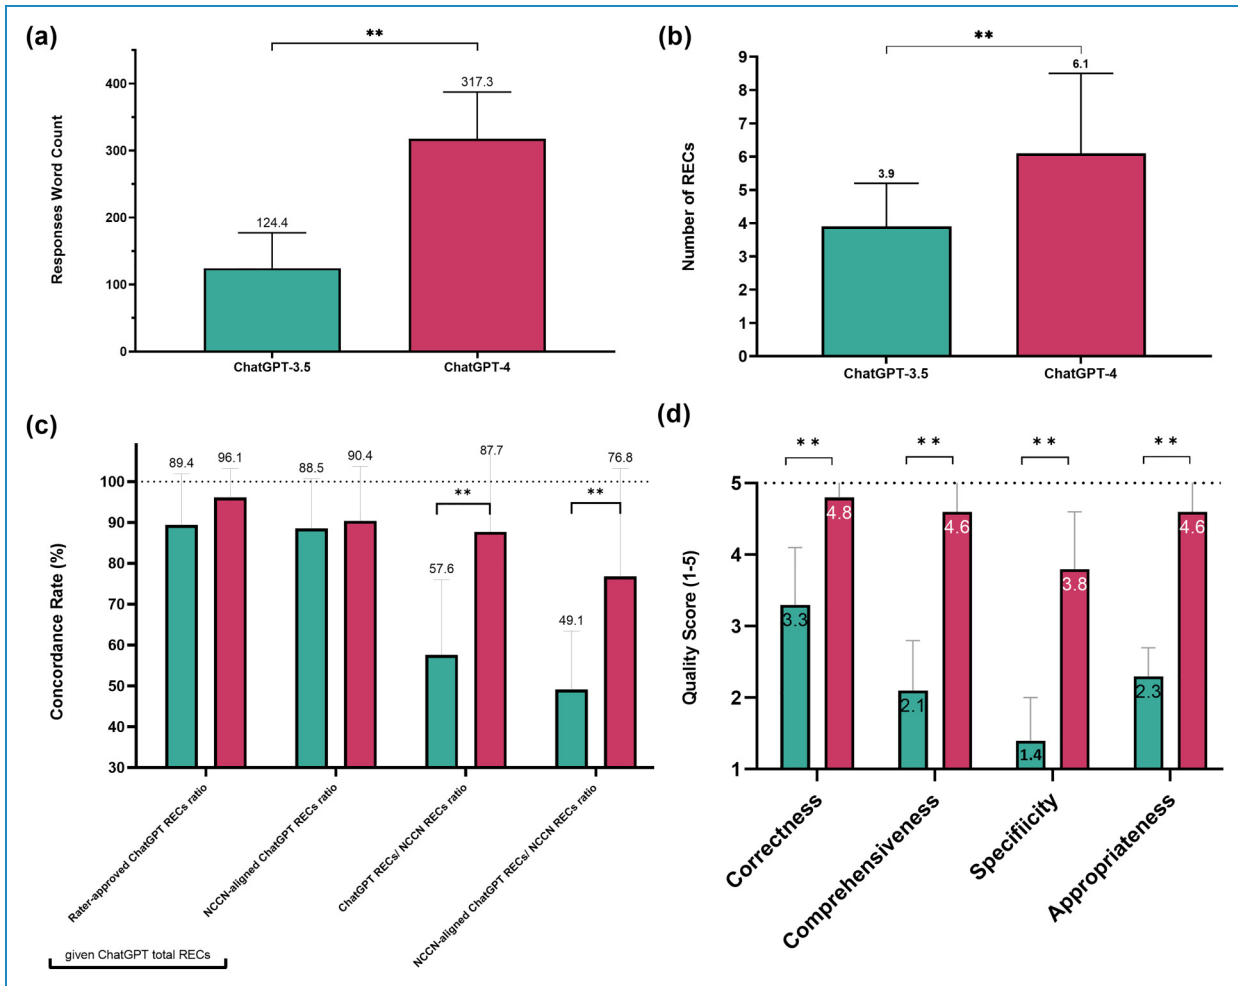 (a)
**
Responses Word Count
400
300
200
100
0
124.4
317.3
ChatGPT-3.5
ChatGPT-4
(b)
**
Number of RECs
9
8
7
6
5
4
3
2
1
0
3.9
6.1
ChatGPT-3.5
ChatGPT-4
(c)
Concordance Rate (%)
100
90
80
70
60
50
40
30
89.4
96.1
88.5
90.4
57.6
87.7
**
49.1
76.8
**
Rater-approved ChatGPT RECs ratio
NCCN-aligned ChatGPT RECs ratio
ChatGPT RECs/ NCCN RECs ratio
NCCN-aligned ChatGPT RECs/ NCCN RECs ratio
given ChatGPT total RECs
(d)
Quality Score (1-5)
5
4
3
2
1
**
**
**
**
3.3
4.8
2.1
4.6
1.4
3.8
2.3
4.6
Correctness
Comprehensiveness
Specifiicity
Appropriateness